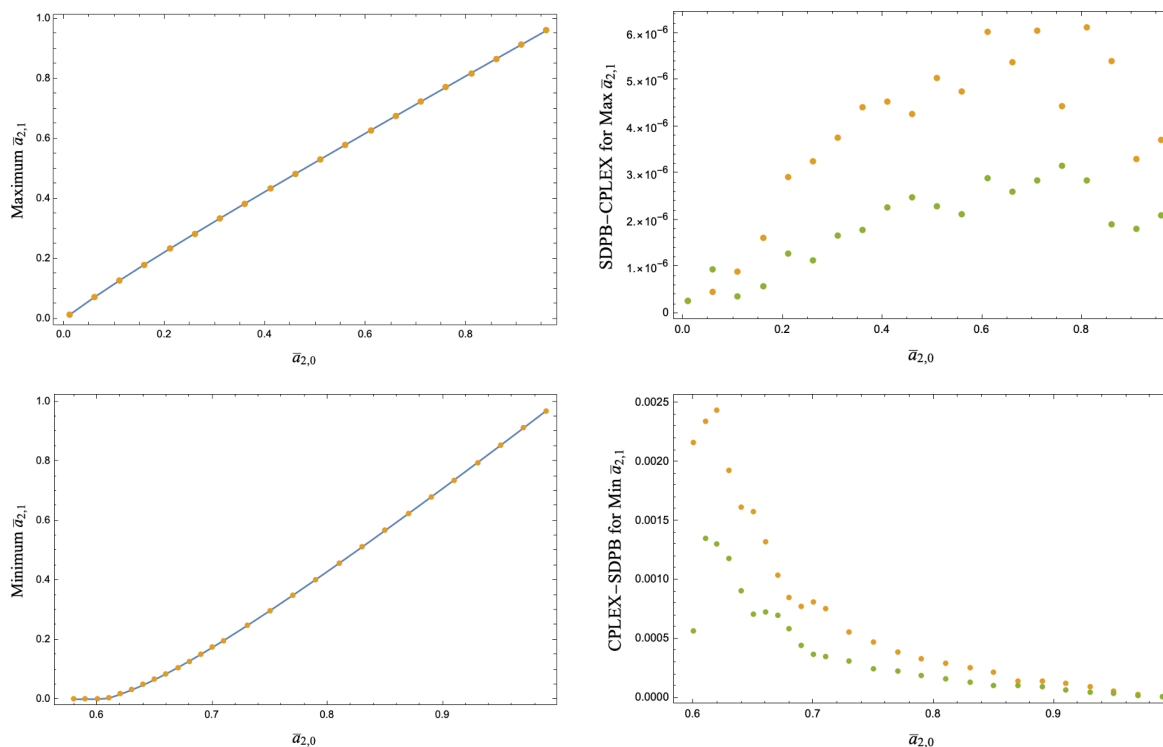 Maximum ā2,1
1.0
0.8
0.6
0.4
0.2
0.0
0.0 0.2 0.4 0.6 0.8
ā2,0
SDPB−CPLEX for Max ā2,1
6.×10⁻⁶
5.×10⁻⁶
4.×10⁻⁶
3.×10⁻⁶
2.×10⁻⁶
1.×10⁻⁶
0
0.0 0.2 0.4 0.6 0.8
ā2,0
Minimum ā2,1
1.0
0.8
0.6
0.4
0.2
0.0
0.6 0.7 0.8 0.9
ā2,0
CPLEX−SDPB for Min ā2,1
0.0025
0.0020
0.0015
0.0010
0.0005
0.0000
0.6 0.7 0.8 0.9
ā2,0